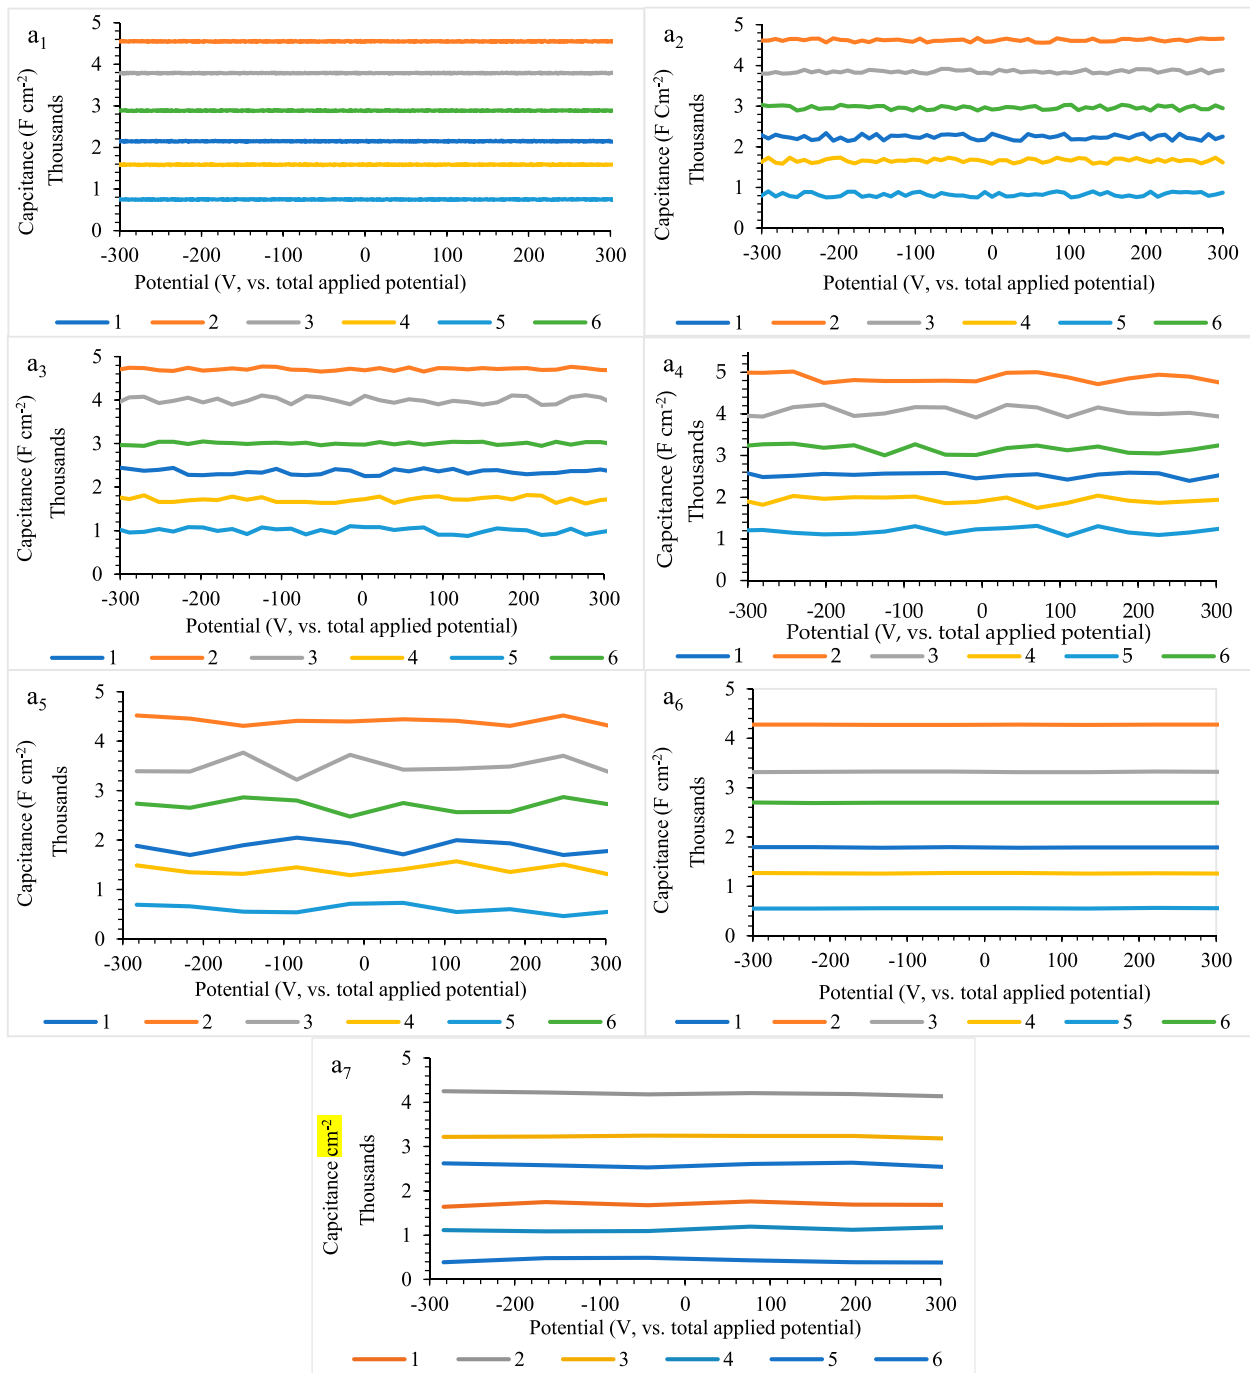 a1
Capcitance (F cm-2)
Thousands
5
4
3
2
1
0
-300 -200 -100 0 100 200 300
Potential (V, vs. total applied potential)
1 2 3 4 5 6
a2
Capcitance (F Cm-2)
Thousands
5
4
3
2
1
0
-300 -200 -100 0 100 200 300
Potential (V, vs. total applied potential)
1 2 3 4 5 6
a3
Capcitance (F cm-2)
Thousands
5
4
3
2
1
0
-300 -200 -100 0 100 200 300
Potential (V, vs. total applied potential)
1 2 3 4 5 6
a4
Capcitance (F cm-2)
Thousands
5
4
3
2
1
0
-300 -200 -100 0 100 200 300
Potential (V, vs. total applied potential)
1 2 3 4 5 6
a5
Capcitance (F cm-2)
Thousands
5
4
3
2
1
0
-300 -200 -100 0 100 200 300
Potential (V, vs. total applied potential)
1 2 3 4 5 6
a6
Capcitance (F cm-2)
Thousands
5
4
3
2
1
0
-300 -200 -100 0 100 200 300
Potential (V, vs. total applied potential)
1 2 3 4 5 6
a7
Capcitance cm-2
Thousands
5
4
3
2
1
0
-300 -200 -100 0 100 200 300
Potential (V, vs. total applied potential)
1 2 3 4 5 6